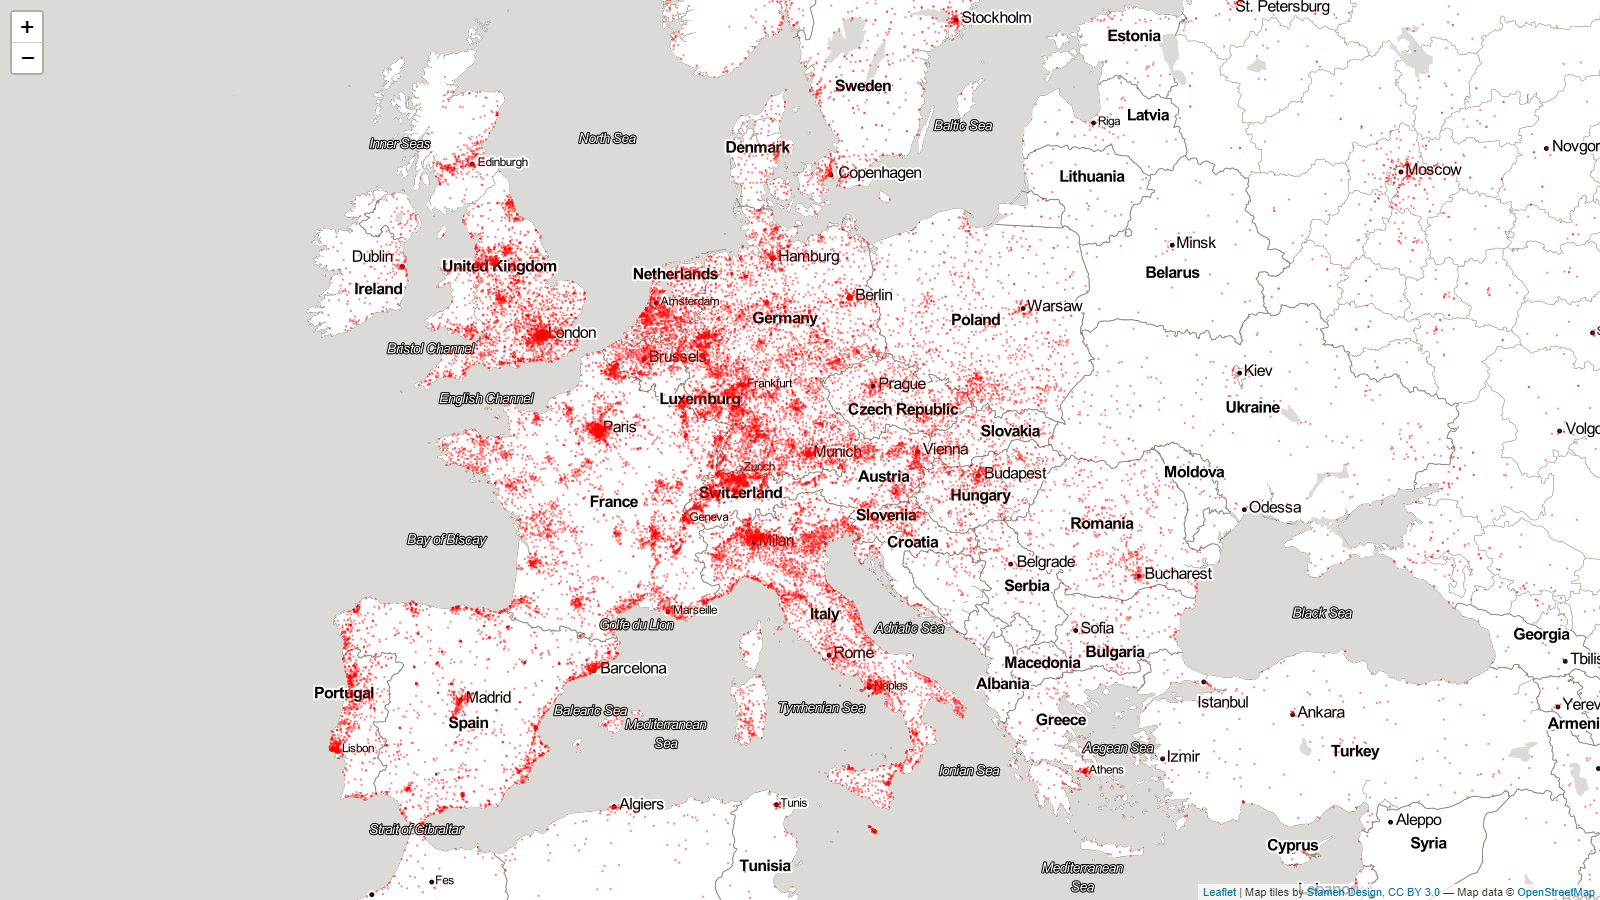 +
−
St. Petersburg
Stockholm
Estonia
Sweden
Latvia
Riga
Baltic Sea
North Sea
Inner Seas
Denmark
Novgor
Edinburgh
Moscow
Copenhagen
Lithuania
Minsk
Dublin
Hamburg
United Kingdom
Netherlands
Belarus
Ireland
Berlin
Amsterdam
Warsaw
Germany
Poland
London
Bristol Channel
Brussels
Kiev
Frankfurt
Prague
English Channel
Luxemburg
Czech Republic
Ukraine
Paris
Slovakia
Volgo
Vienna
Munich
Zurich
Moldova
Austria
Budapest
Switzerland
Hungary
France
Odessa
Geneva
Slovenia
Romania
Bay of Biscay
Milan
Croatia
Belgrade
Bucharest
Serbia
Marseille
Italy
Black Sea
Golfe du Lion
Adriatic Sea
Sofia
Georgia
Rome
Bulgaria
Tbilis
Macedonia
Barcelona
Naples
Albania
Portugal
Madrid
Istanbul
Yerev
Balearic Sea
Tyrrhenian Sea
Ankara
Spain
Mediterranean
Sea
Greece
Armeni
Lisbon
Aegean Sea
Turkey
Izmir
Ionian Sea
Athens
Algiers
Tunis
Aleppo
Strait of Gibraltar
Cyprus
Syria
Tunisia
Mediterranean
Sea
Fes
Leaflet | Map tiles by Stamen Design, CC BY 3.0 — Map data © OpenStreetMap